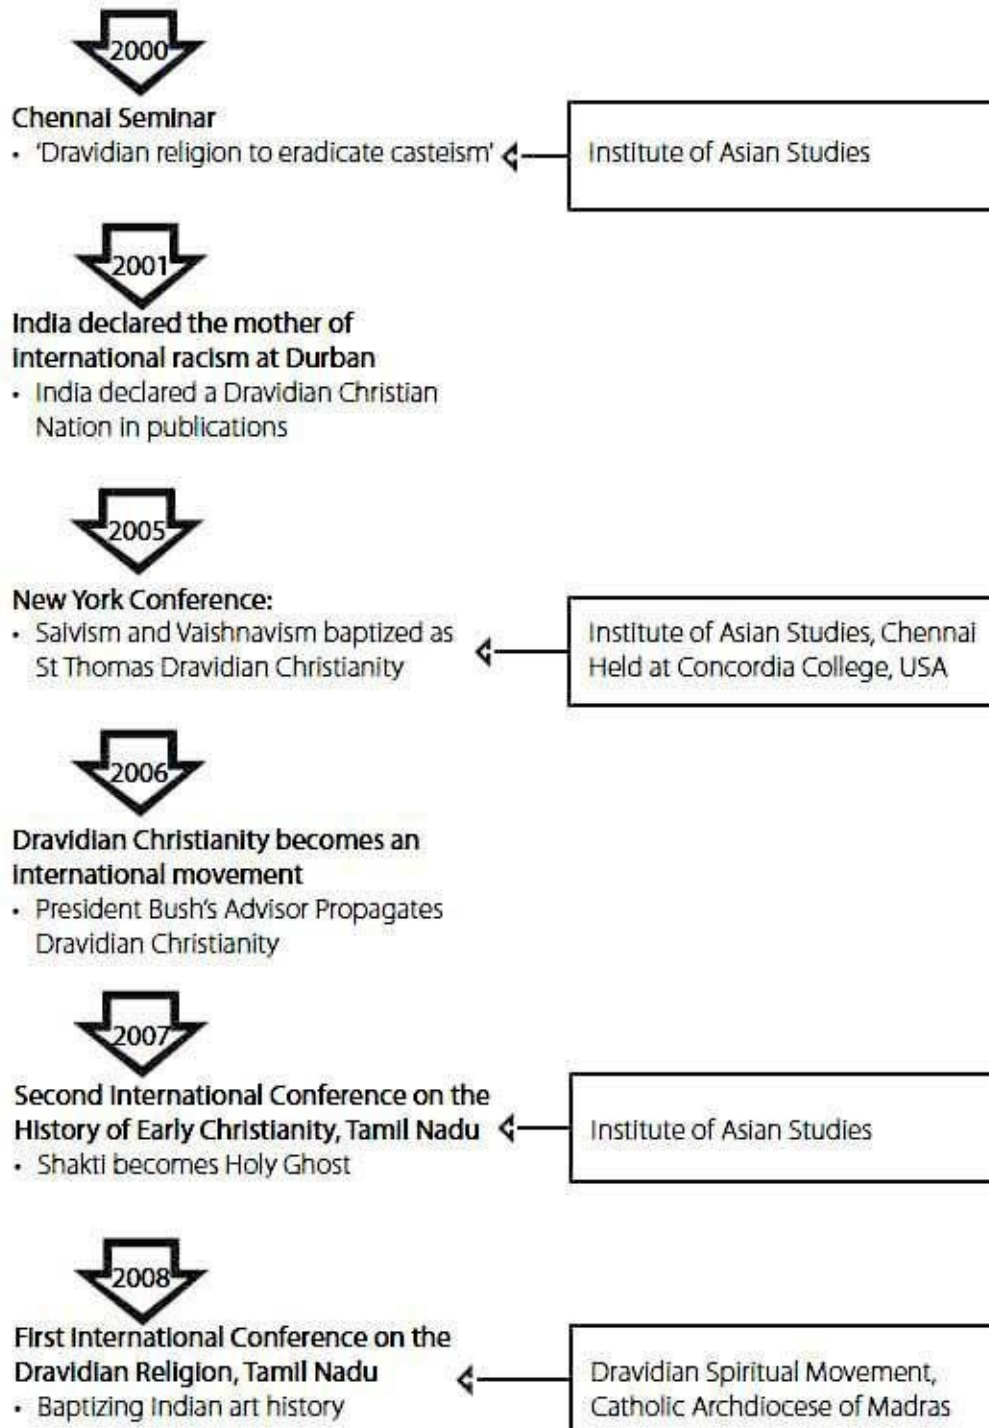 2000
Chennai Seminar
• 'Dravidian religion to eradicate casteism'
Institute of Asian Studies
2001
India declared the mother of
international racism at Durban
• India declared a Dravidian Christian
Nation in publications
2005
New York Conference:
• Saivism and Vaishnavism baptized as
St Thomas Dravidian Christianity
Institute of Asian Studies, Chennai
Held at Concordia College, USA
2006
Dravidian Christianity becomes an
international movement
• President Bush's Advisor Propagates
Dravidian Christianity
2007
Second International Conference on the
History of Early Christianity, Tamil Nadu
• Shakti becomes Holy Ghost
Institute of Asian Studies
2008
First International Conference on the
Dravidian Religion, Tamil Nadu
• Baptizing Indian art history
Dravidian Spiritual Movement,
Catholic Archdiocese of Madras